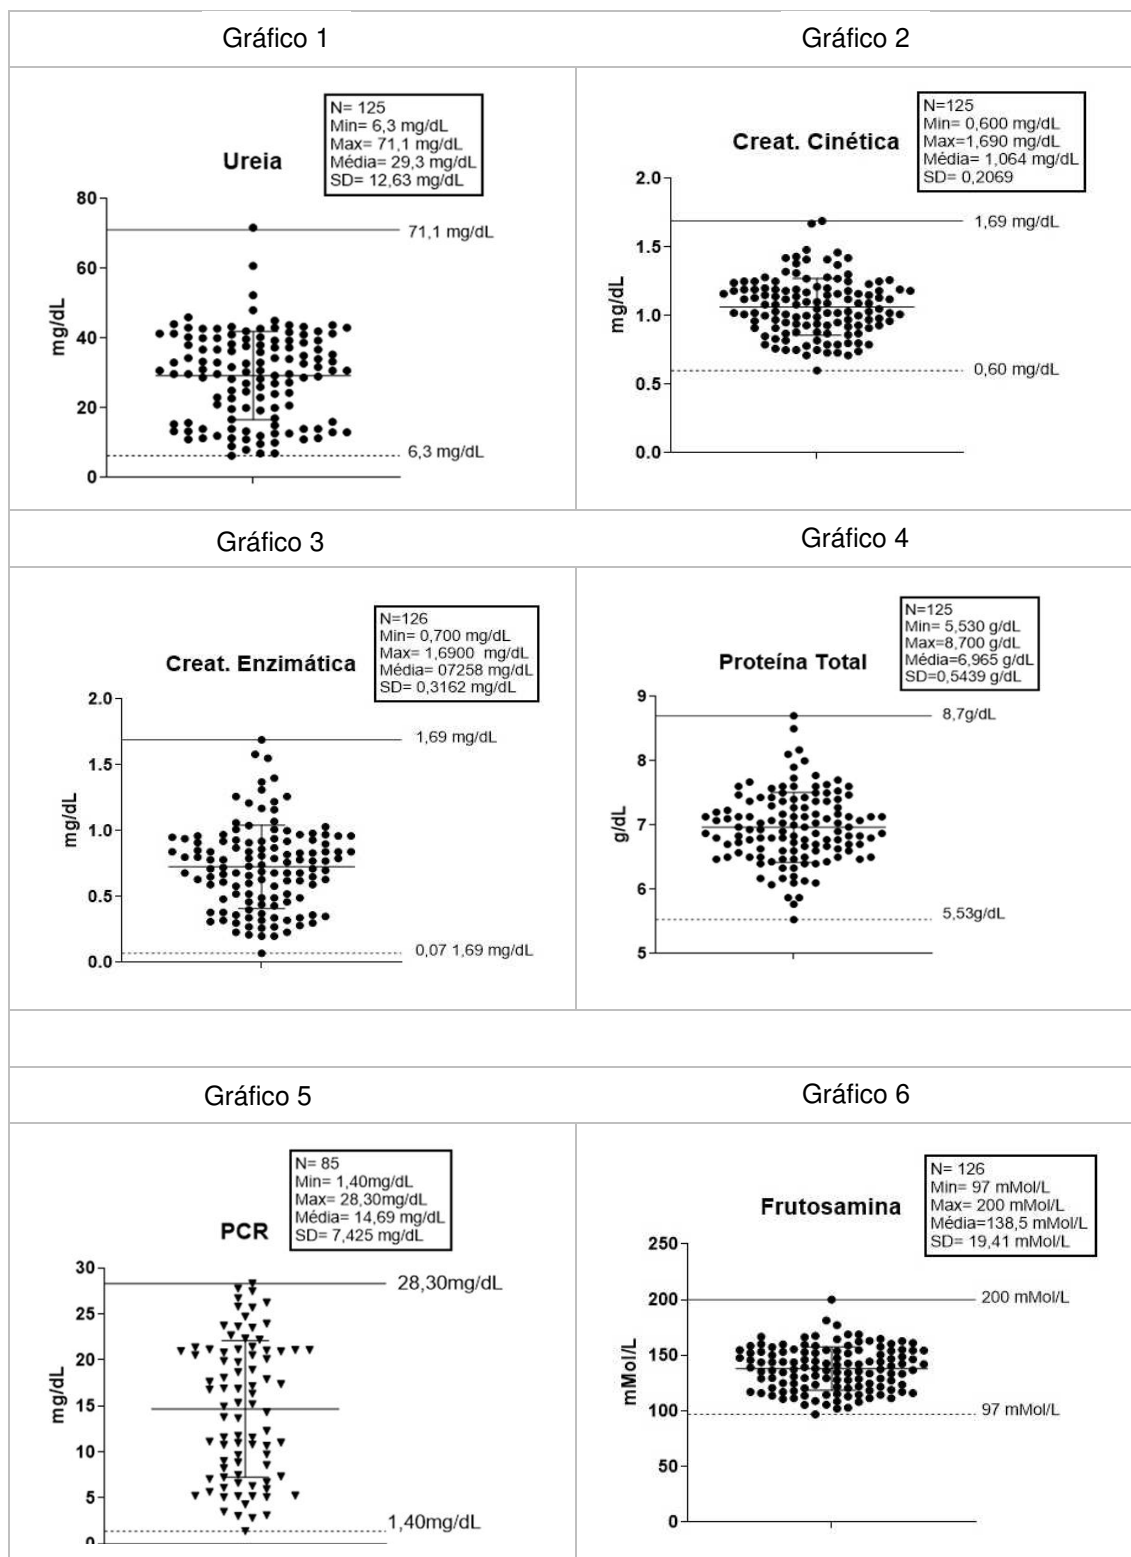 Gráfico 1
Gráfico 2
N= 125
Min= 6,3 mg/dL
Max= 71,1 mg/dL
Média= 29,3 mg/dL
SD= 12,63 mg/dL
Ureia
80
60
40
20
0
mg/dL
71,1 mg/dL
6,3 mg/dL
N=125
Min= 0,600 mg/dL
Max=1,690 mg/dL
Média= 1,064 mg/dL
SD= 0,2069
Creat. Cinética
2.0
1.5
1.0
0.5
0.0
mg/dL
1,69 mg/dL
0,60 mg/dL
Gráfico 3
Gráfico 4
N=126
Min= 0,700 mg/dL
Max= 1,6900 mg/dL
Média= 07258 mg/dL
SD= 0,3162 mg/dL
Creat. Enzimática
2.0
1.5
1.0
0.5
0.0
mg/dL
1,69 mg/dL
0,07 1,69 mg/dL
N=125
Min= 5,530 g/dL
Max=8,700 g/dL
Média=6,965 g/dL
SD=0,5439 g/dL
Proteína Total
9
8
7
6
5
g/dL
8,7g/dL
5,53g/dL
Gráfico 5
Gráfico 6
N= 85
Min= 1,40mg/dL
Max= 28,30mg/dL
Média= 14,69 mg/dL
SD= 7,425 mg/dL
PCR
30
25
20
15
10
5
0
mg/dL
28,30mg/dL
1,40mg/dL
N= 126
Min= 97 mMol/L
Max= 200 mMol/L
Média=138,5 mMol/L
SD= 19,41 mMol/L
Frutosamina
250
200
150
100
50
0
mMol/L
200 mMol/L
97 mMol/L